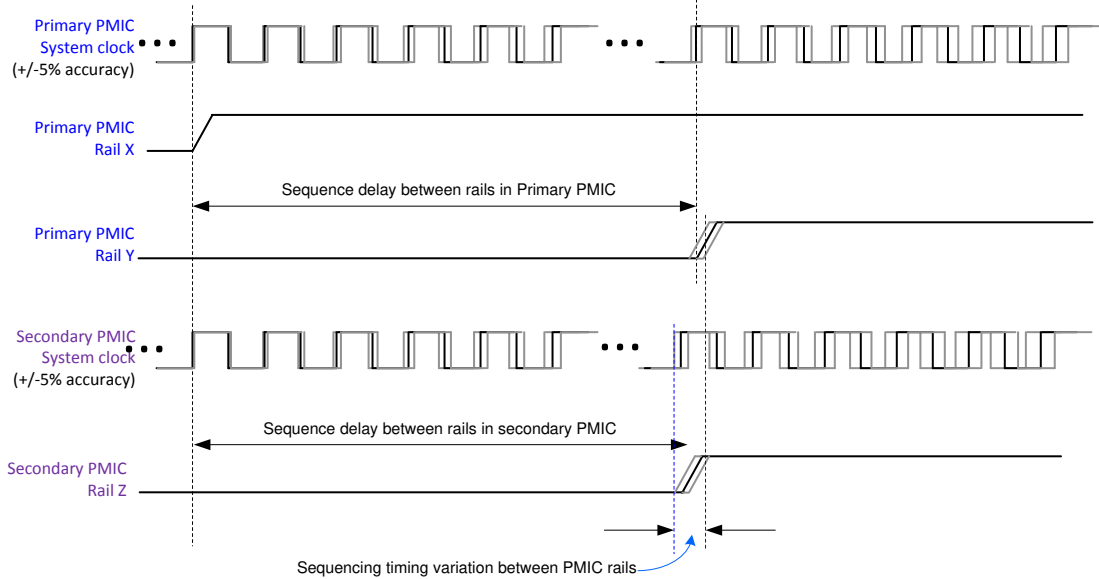 Primary PMIC
System clock
(+/-5% accuracy)
Primary PMIC
Rail X
Sequence delay between rails in Primary PMIC
Primary PMIC
Rail Y
Secondary PMIC
System clock
(+/-5% accuracy)
Sequence delay between rails in secondary PMIC
Secondary PMIC
Rail Z
Sequencing timing variation between PMIC rails